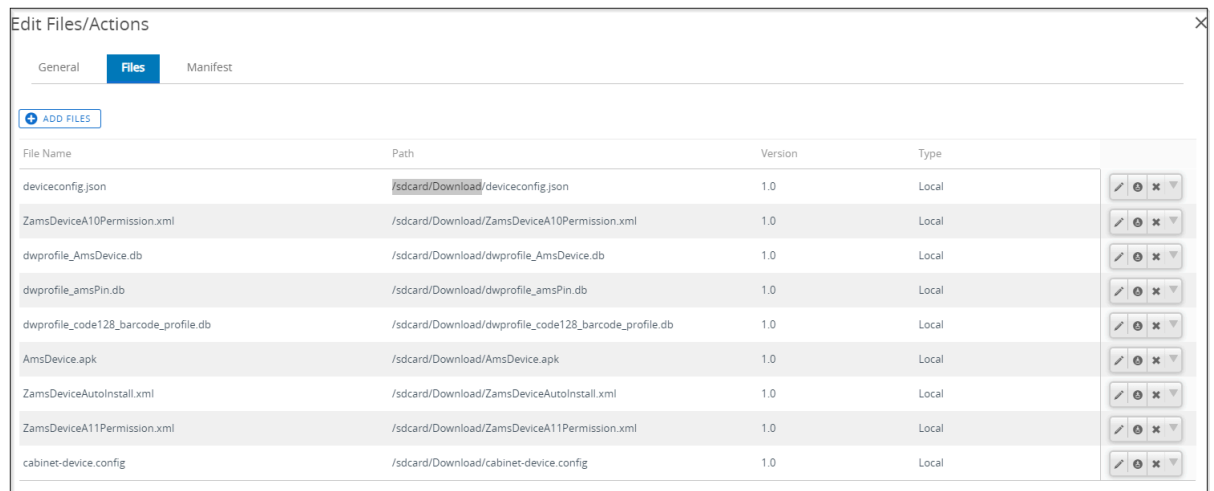 Edit Files/Actions
General Files Manifest
ADD FILES
File Name Path Version Type
deviceconfig.json /sdcard/Download/deviceconfig.json 1.0 Local
ZamsDeviceA10Permission.xml /sdcard/Download/ZamsDeviceA10Permission.xml 1.0 Local
dwprofile_AmsDevice.db /sdcard/Download/dwprofile_AmsDevice.db 1.0 Local
dwprofile_amsPin.db /sdcard/Download/dwprofile_amsPin.db 1.0 Local
dwprofile_code128_barcode_profile.db /sdcard/Download/dwprofile_code128_barcode_profile.db 1.0 Local
AmsDevice.apk /sdcard/Download/AmsDevice.apk 1.0 Local
ZamsDeviceAutoInstall.xml /sdcard/Download/ZamsDeviceAutoInstall.xml 1.0 Local
ZamsDeviceA11Permission.xml /sdcard/Download/ZamsDeviceA11Permission.xml 1.0 Local
cabinet-device.config /sdcard/Download/cabinet-device.config 1.0 Local